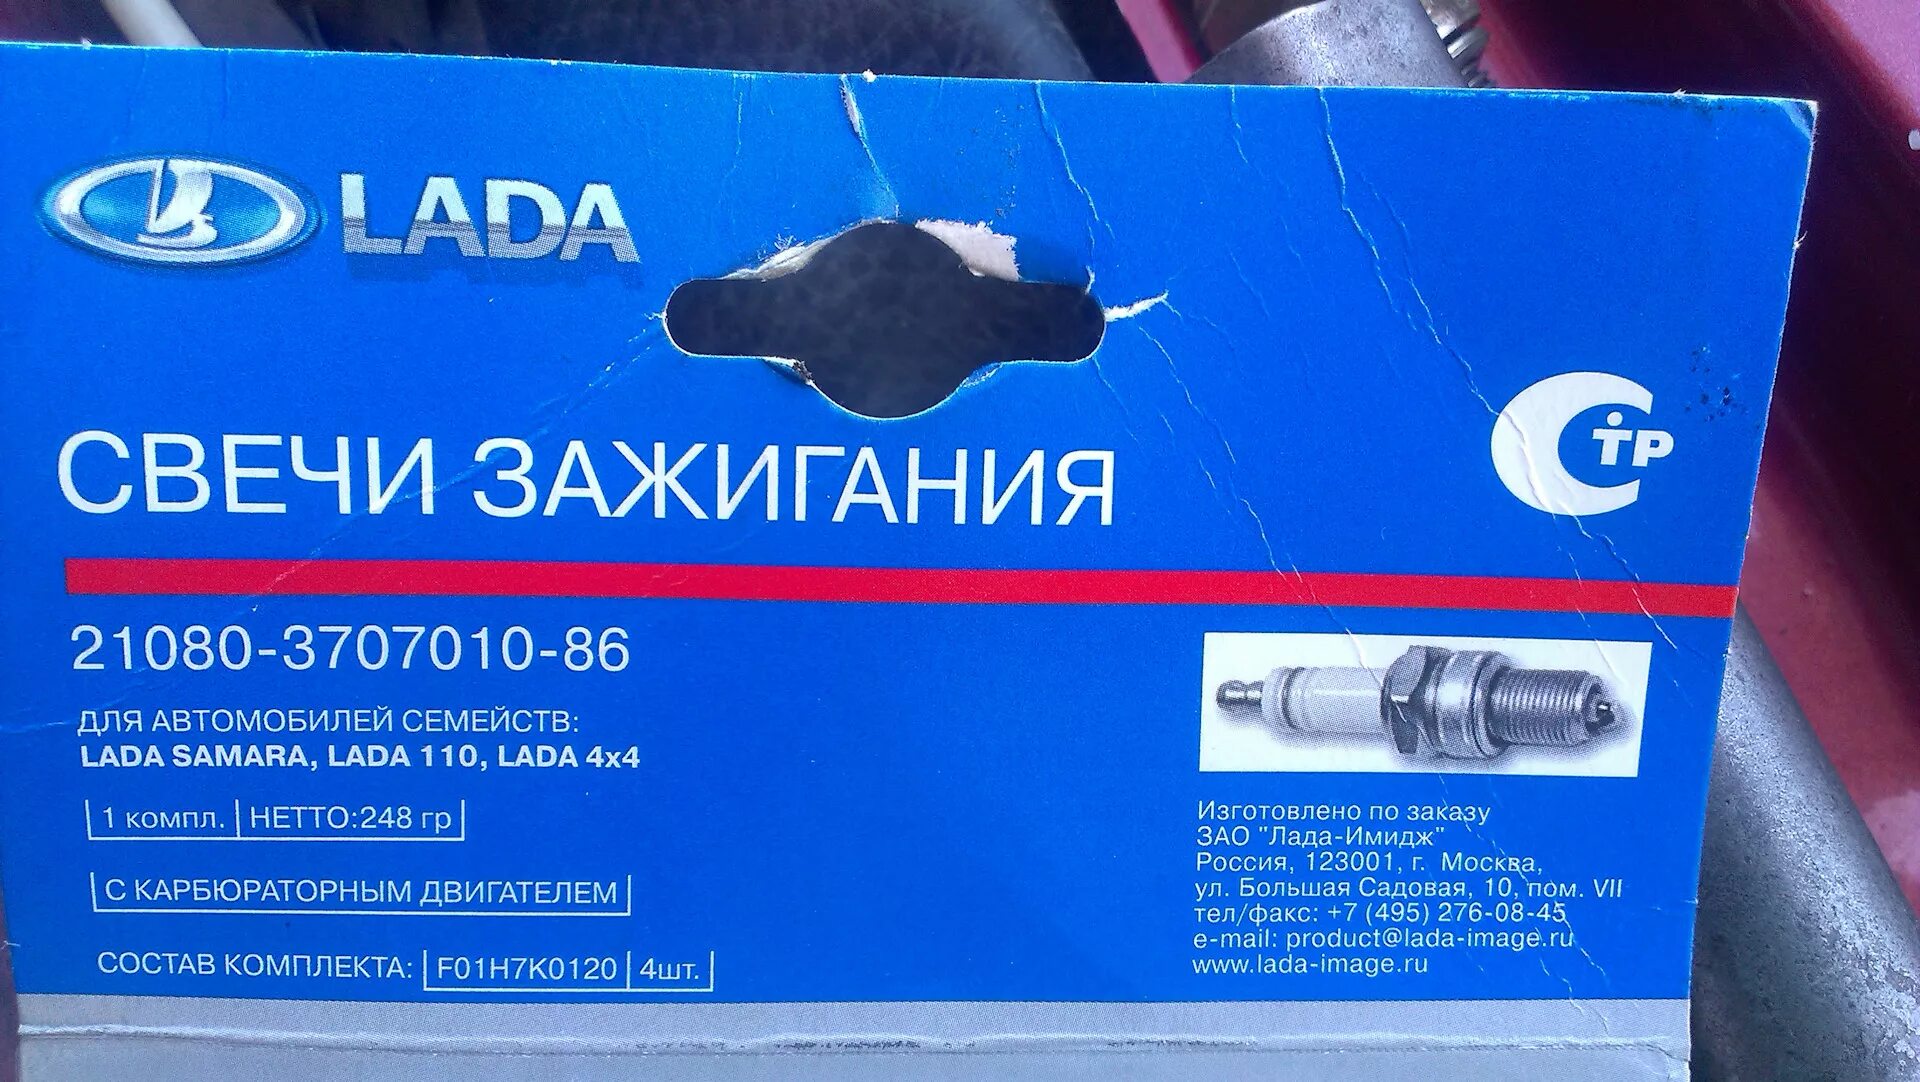 LADA
СВЕЧИ ЗАЖИГАНИЯ
ТР
21080-3707010-86
ДЛЯ АВТОМОБИЛЕЙ СЕМЕЙСТВ:
LADA SAMARA, LADA 110, LADA 4x4
1 компл. НЕТТО:248 гр
С КАРБЮРАТОРНЫМ ДВИГАТЕЛЕМ
СОСТАВ КОМПЛЕКТА: F01H7K0120 4шт.
Изготовлено по заказу
ЗАО "Лада-Имидж"
Россия, 123001, г. Москва,
ул. Большая Садовая, 10, пом. VII
тел/факс: +7 (495) 276-08-45
e-mail: product@lada-image.ru
www.lada-image.ru